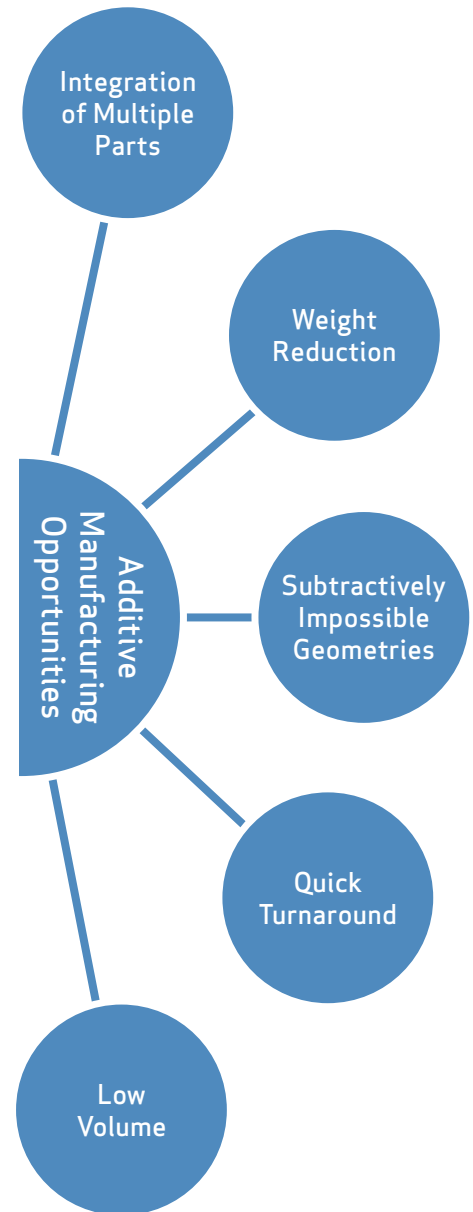 Integration
of Multiple
Parts
Weight
Reduction
Additive
Manufacturing
Opportunities
Subtractively
Impossible
Geometries
Quick
Turnaround
Low
Volume